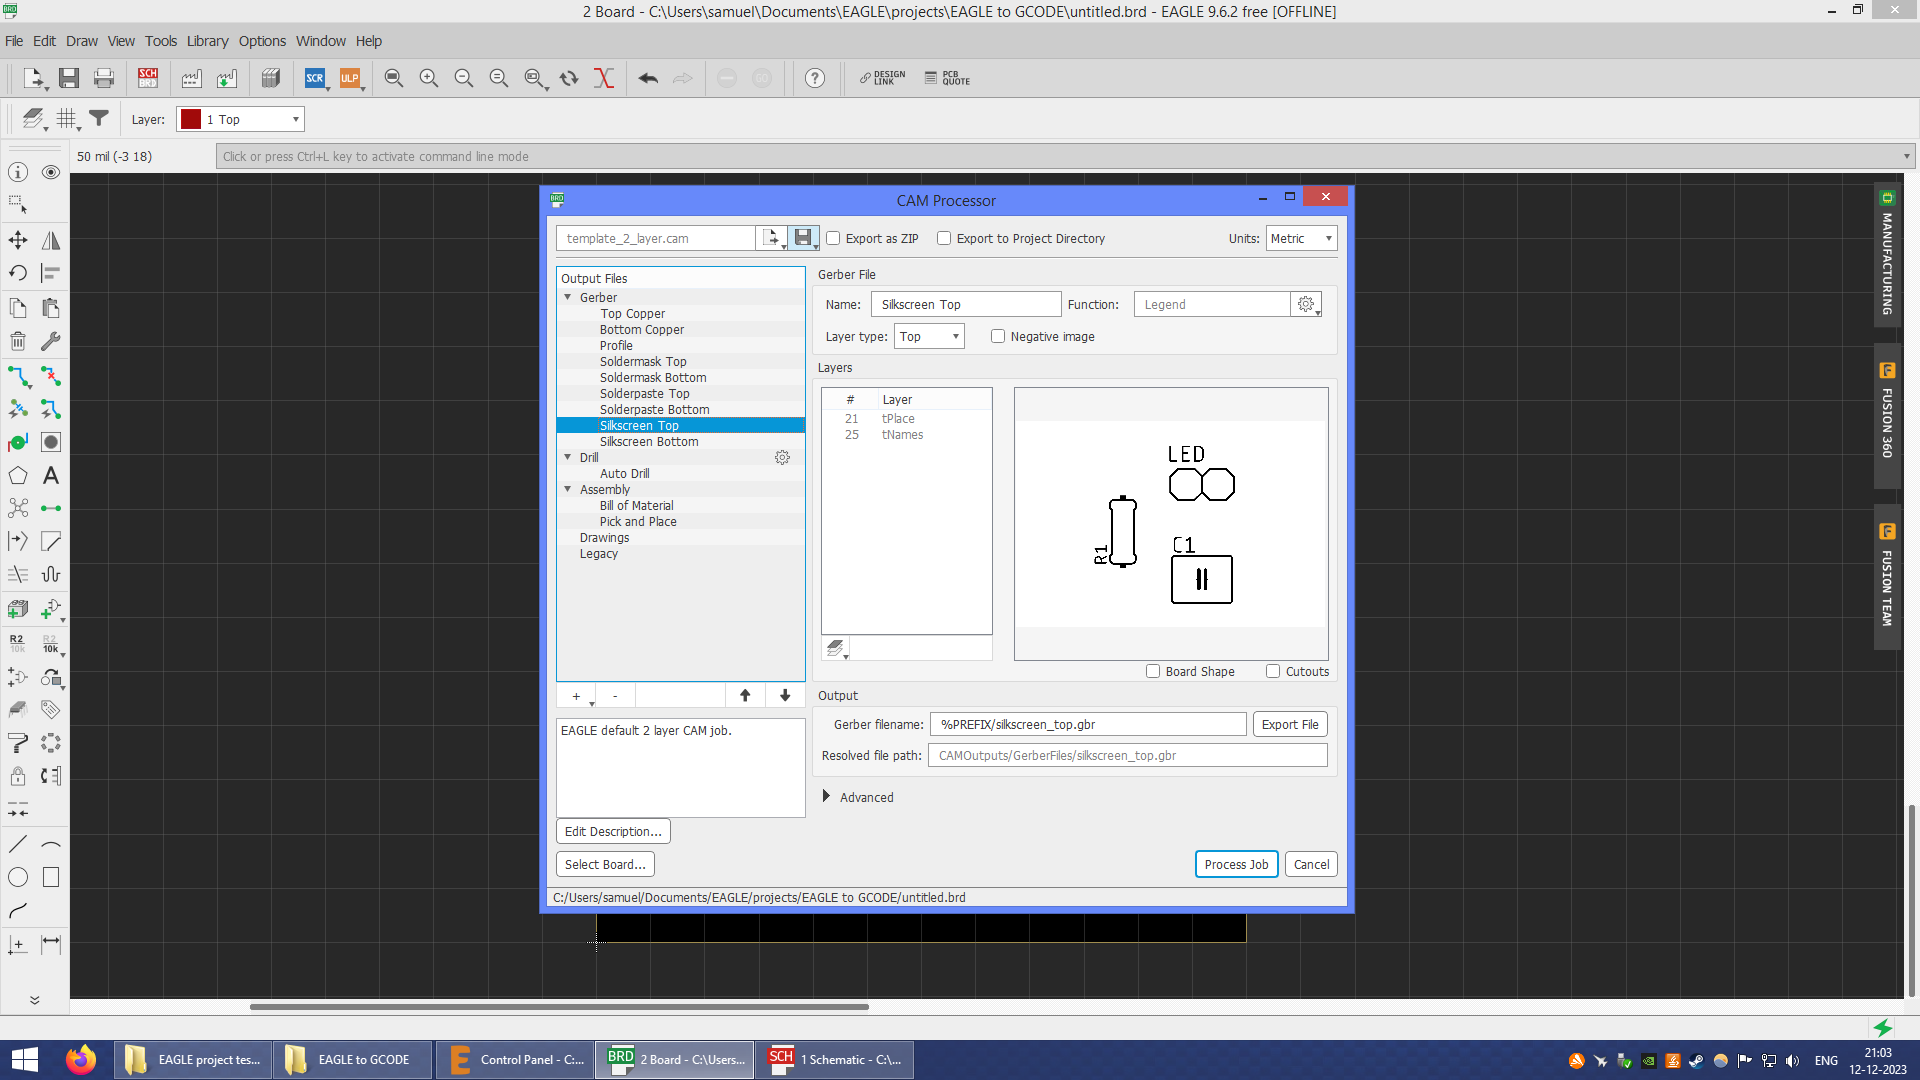 2 Board - C:\Users\samuel\Documents\EAGLE\projects\EAGLE to GCODE\untitled.brd - EAGLE 9.6.2 free [OFFLINE]
File Edit Draw View Tools Library Options Window Help
SCH
BRD
SCR
ULP
GO
DESIGN
LINK
PCB
QUOTE
Layer:
1 Top
50 mil (-3 18)
Click or press Ctrl+L key to activate command line mode
BRD
CAM Processor
template_2_layer.cam
Export as ZIP
Export to Project Directory
Units:
Metric
Output Files
Gerber
Top Copper
Bottom Copper
Profile
Soldermask Top
Soldermask Bottom
Solderpaste Top
Solderpaste Bottom
Silkscreen Top
Silkscreen Bottom
Drill
Auto Drill
Assembly
Bill of Material
Pick and Place
Drawings
Legacy
+
-
EAGLE default 2 layer CAM job.
Edit Description...
Select Board...
Gerber File
Name:
Silkscreen Top
Function:
Legend
Layer type:
Top
Negative image
Layers
# Layer
21 tPlace
25 tNames
LED
R1
C1
Board Shape
Cutouts
Output
Gerber filename:
%PREFIX/silkscreen_top.gbr
Export File
Resolved file path:
CAMOutputs/GerberFiles/silkscreen_top.gbr
Advanced
Process Job
Cancel
C:/Users/samuel/Documents/EAGLE/projects/EAGLE to GCODE/untitled.brd
A
R2
10k
R2
10k
MANUFACTURING
FUSION 360
FUSION TEAM
EAGLE project tes...
EAGLE to GCODE
Control Panel - C:...
BRD
2 Board - C:\Users...
SCH
1 Schematic - C:\...
ENG
21:03
12-12-2023